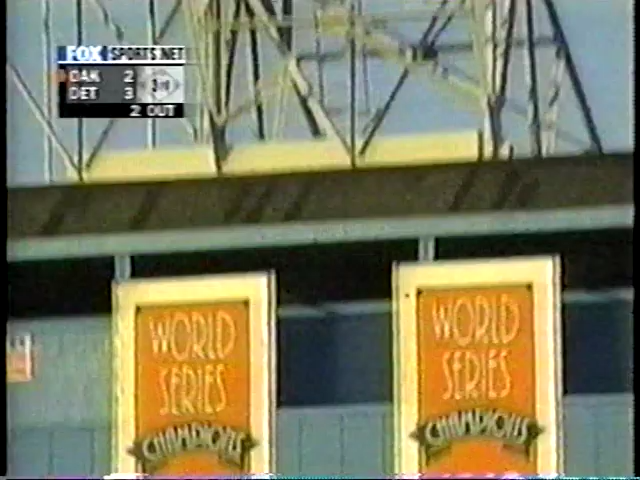 FOX SPORTS NET
OAK 2
DET 3
3RD
2 OUT
WORLD
SERIES
CHAMPIONS
WORLD
SERIES
CHAMPIONS